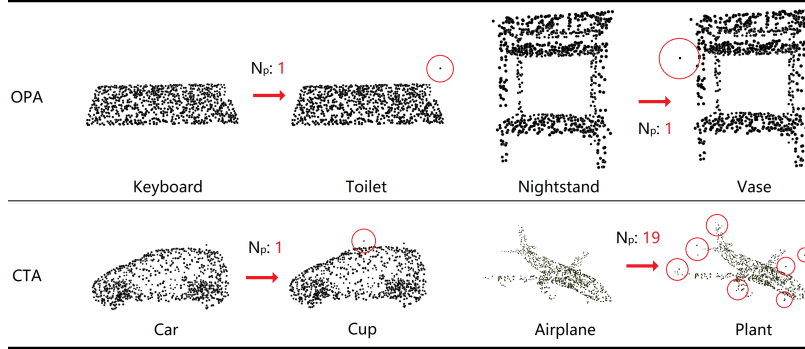 OPA
Np: 1
Np: 1
Keyboard Toilet Nightstand Vase
CTA
Np: 1
Np: 19
Car Cup Airplane Plant